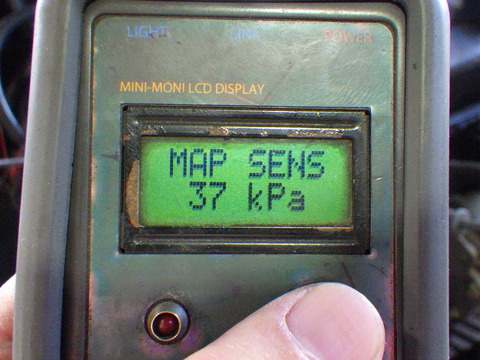 LIGHT LINK POWER
MINI-MONI LCD DISPLAY
MAP SENS
37 kPa